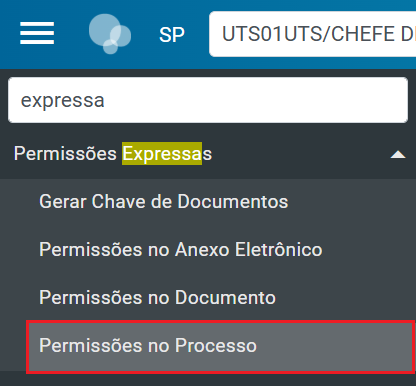 SP
UTS01UTS/CHEFE
expressa
Permissões Expressas
Gerar Chave de Documentos
Permissões no Anexo Eletrônico
Permissões no Documento
Permissões no Processo